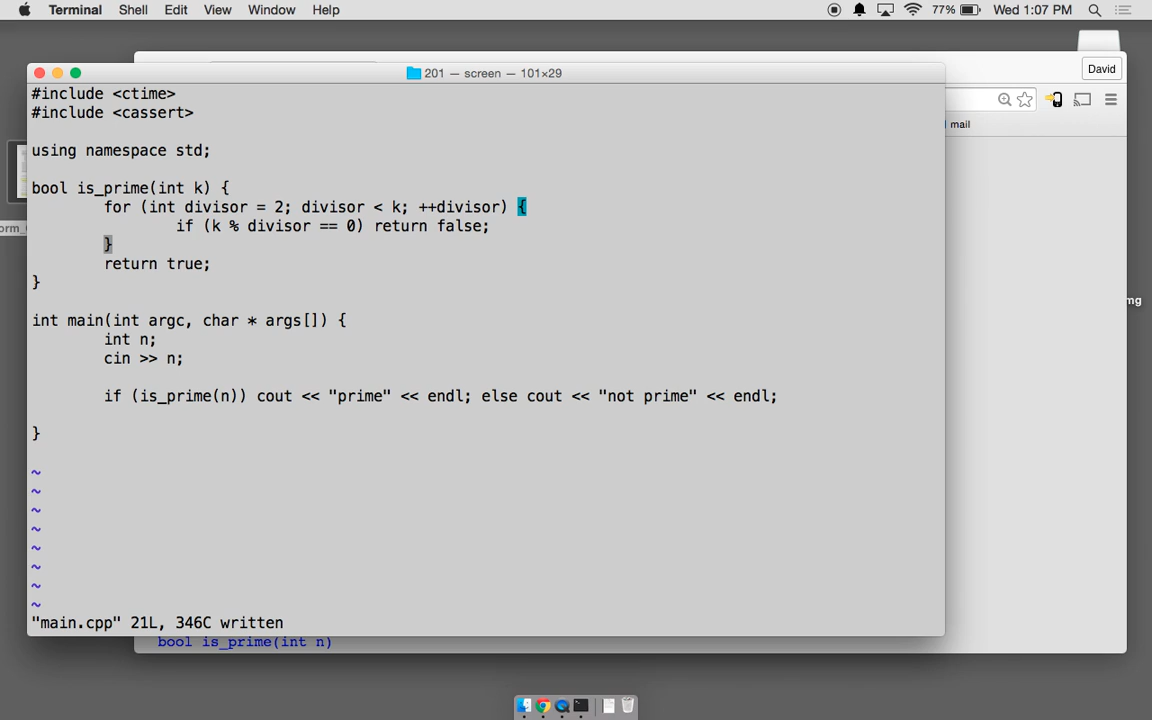 Terminal Shell Edit View Window Help 77% Wed 1:07 PM
David
201 — screen — 101×29
mail
#include <ctime>
#include <cassert>
using namespace std;
bool is_prime(int k) {
for (int divisor = 2; divisor < k; ++divisor) {
if (k % divisor == 0) return false;
}
return true;
}
int main(int argc, char * args[]) {
int n;
cin >> n;
if (is_prime(n)) cout << "prime" << endl; else cout << "not prime" << endl;
}
~
~
~
~
~
~
~
~
"main.cpp" 21L, 346C written
bool is_prime(int n)